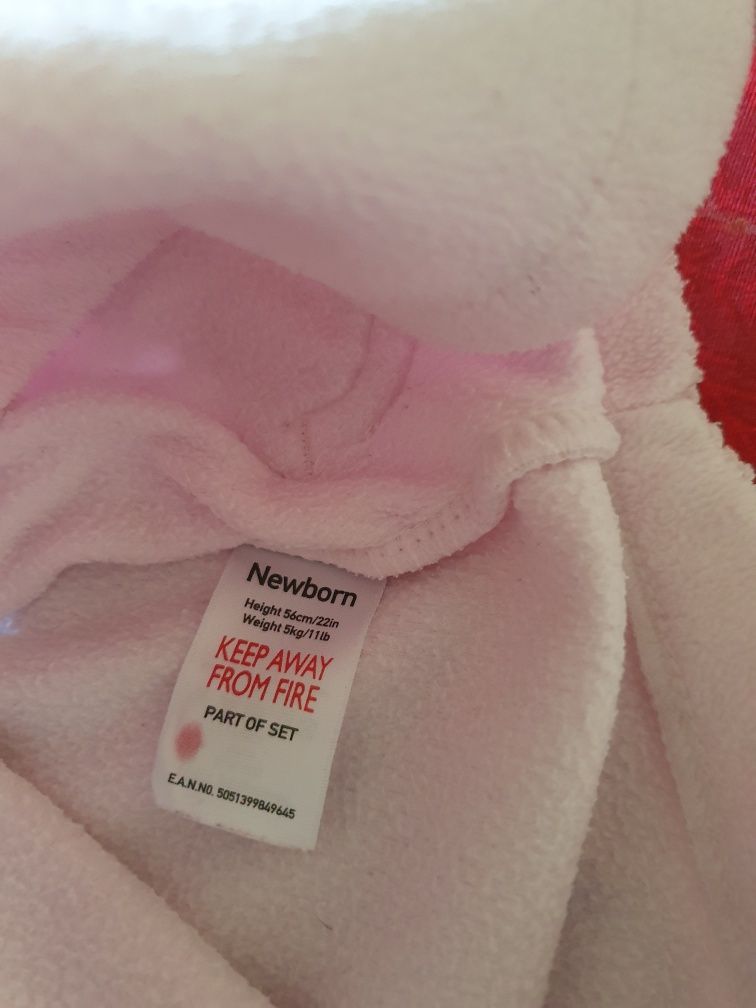 Newborn
Height 56cm/22in
Weight 5kg/11lb
KEEP AWAY
FROM FIRE
PART OF SET
E.A.N.NO. 5051399849645